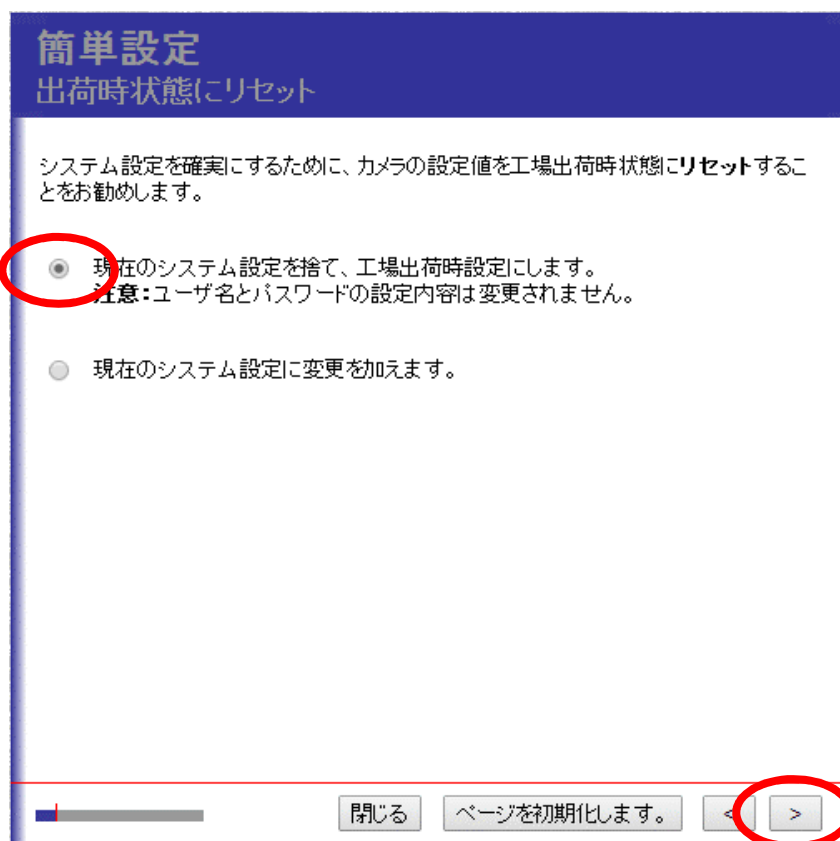 簡単設定
出荷時状態にリセット
システム設定を確実にするために、カメラの設定値を工場出荷時状態にリセットするこ
とをお勧めします。
現在のシステム設定を捨て、工場出荷時設定にします。
注意：ユーザ名とパスワードの設定内容は変更されません。
現在のシステム設定に変更を加えます。
閉じる ページを初期化します。 < >